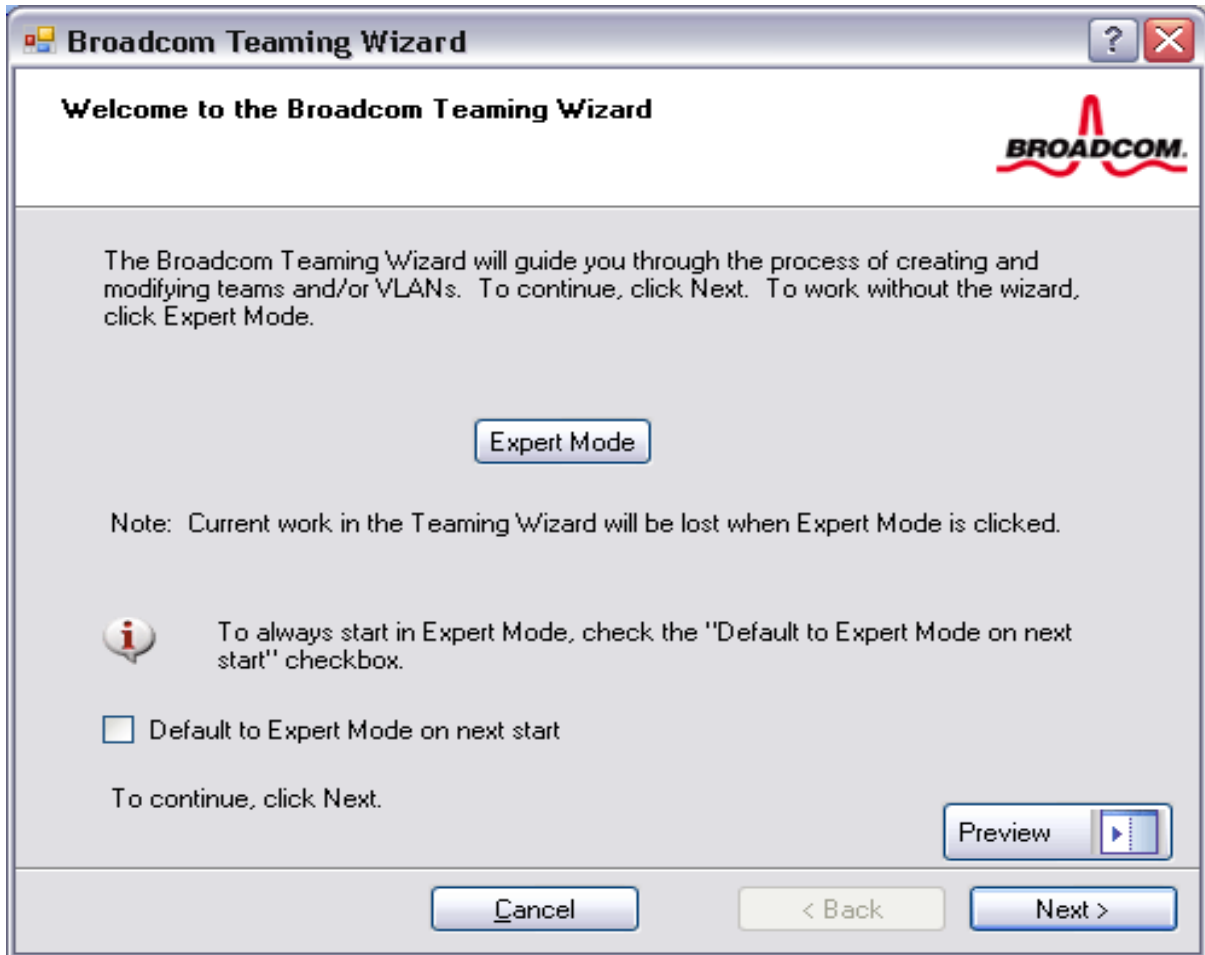 Broadcom Teaming Wizard
?
Welcome to the Broadcom Teaming Wizard
BROADCOM.
The Broadcom Teaming Wizard will guide you through the process of creating and
modifying teams and/or VLANs.  To continue, click Next.  To work without the wizard,
click Expert Mode.
Expert Mode
Note:  Current work in the Teaming Wizard will be lost when Expert Mode is clicked.
To always start in Expert Mode, check the "Default to Expert Mode on next
start" checkbox.
Default to Expert Mode on next start
To continue, click Next.
Preview
Cancel
< Back
Next >